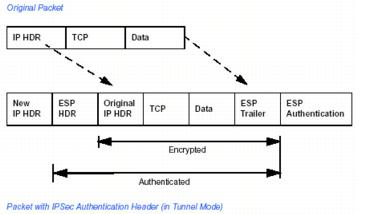 Original Packet
IP HDR TCP Data
New IP HDR ESP HDR Original IP HDR TCP Data ESP Trailer ESP Authentication
Encrypted
Authenticated
Packet with IPSec Authentication Header (in Tunnel Mode)